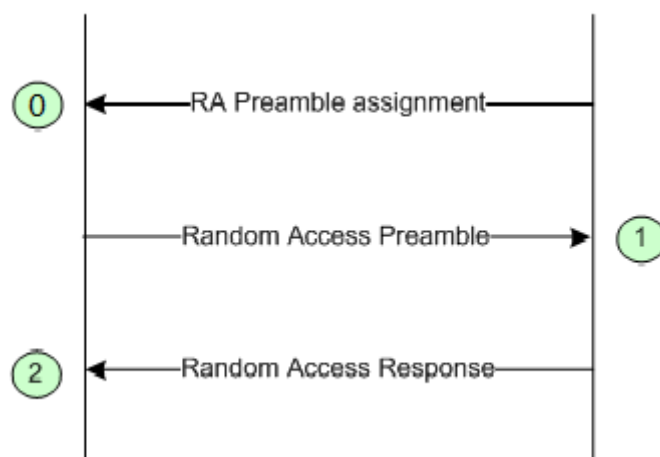 0
RA Preamble assignment
Random Access Preamble
1
2
Random Access Response